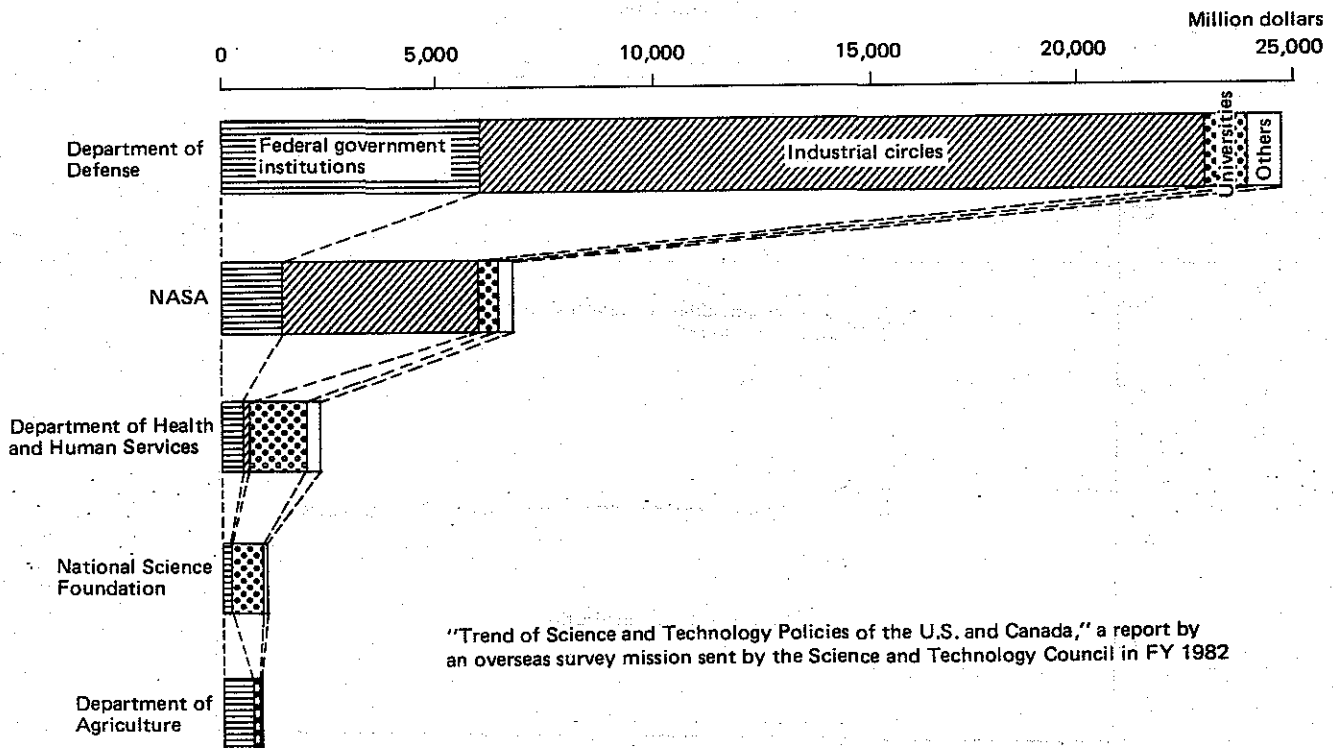 Million dollars
0 5,000 10,000 15,000 20,000 25,000
Department of
Defense
Federal government
institutions
Industrial circles
Universities
Others
NASA
Department of Health
and Human Services
National Science
Foundation
"Trend of Science and Technology Policies of the U.S. and Canada," a report by
an overseas survey mission sent by the Science and Technology Council in FY 1982
Department of
Agriculture